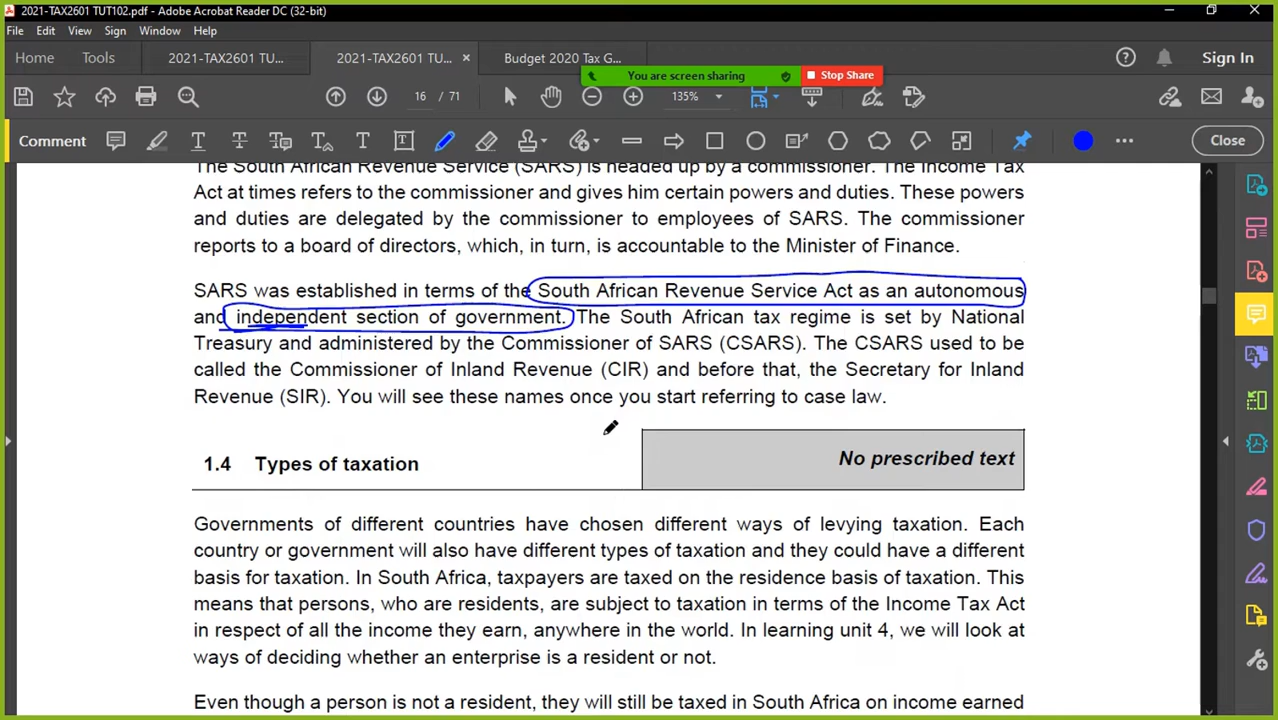 2021-TAX2601 TUT102.pdf - Adobe Acrobat Reader DC (32-bit)
File Edit View Sign Window Help
Home Tools 2021-TAX2601 TU... 2021-TAX2601 TU... × Budget 2020 Tax G... Sign In
You are screen sharing Stop Share
16 / 71 135%
Comment Close
The South African Revenue Service (SARS) is headed up by a commissioner. The Income Tax
Act at times refers to the commissioner and gives him certain powers and duties. These powers
and duties are delegated by the commissioner to employees of SARS. The commissioner
reports to a board of directors, which, in turn, is accountable to the Minister of Finance.
SARS was established in terms of the South African Revenue Service Act as an autonomous
and independent section of government. The South African tax regime is set by National
Treasury and administered by the Commissioner of SARS (CSARS). The CSARS used to be
called the Commissioner of Inland Revenue (CIR) and before that, the Secretary for Inland
Revenue (SIR). You will see these names once you start referring to case law.
1.4 Types of taxation No prescribed text
Governments of different countries have chosen different ways of levying taxation. Each
country or government will also have different types of taxation and they could have a different
basis for taxation. In South Africa, taxpayers are taxed on the residence basis of taxation. This
means that persons, who are residents, are subject to taxation in terms of the Income Tax Act
in respect of all the income they earn, anywhere in the world. In learning unit 4, we will look at
ways of deciding whether an enterprise is a resident or not.
Even though a person is not a resident, they will still be taxed in South Africa on income earned